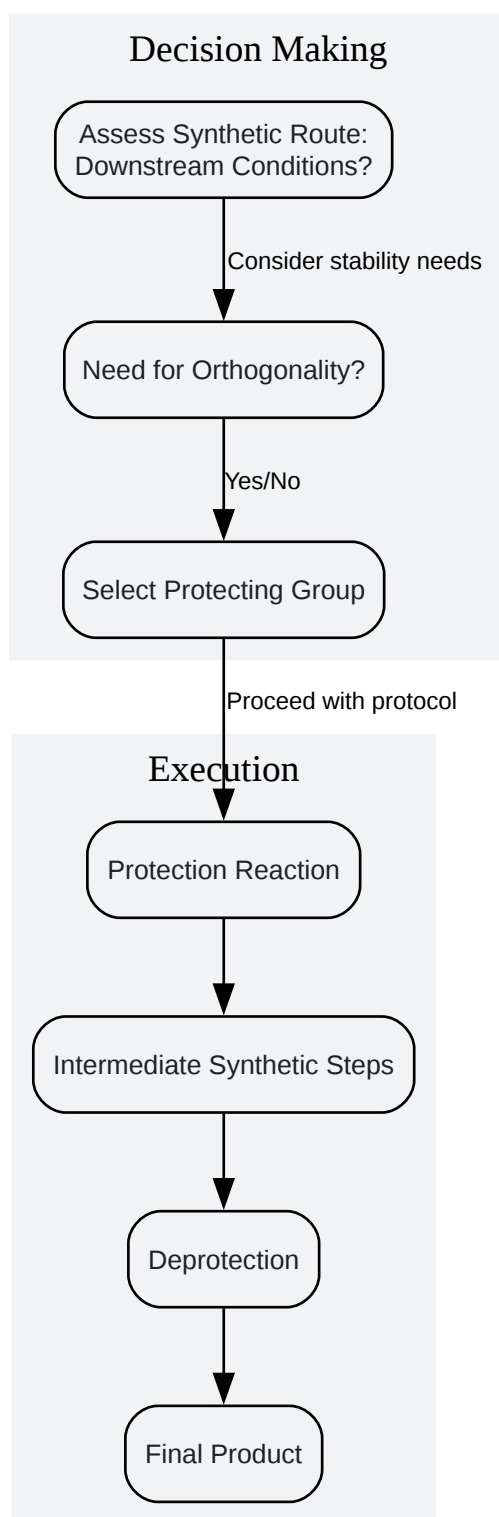 Decision Making
Assess Synthetic Route:
Downstream Conditions?
Consider stability needs
Need for Orthogonality?
Yes/No
Select Protecting Group
Proceed with protocol
Execution
Protection Reaction
Intermediate Synthetic Steps
Deprotection
Final Product